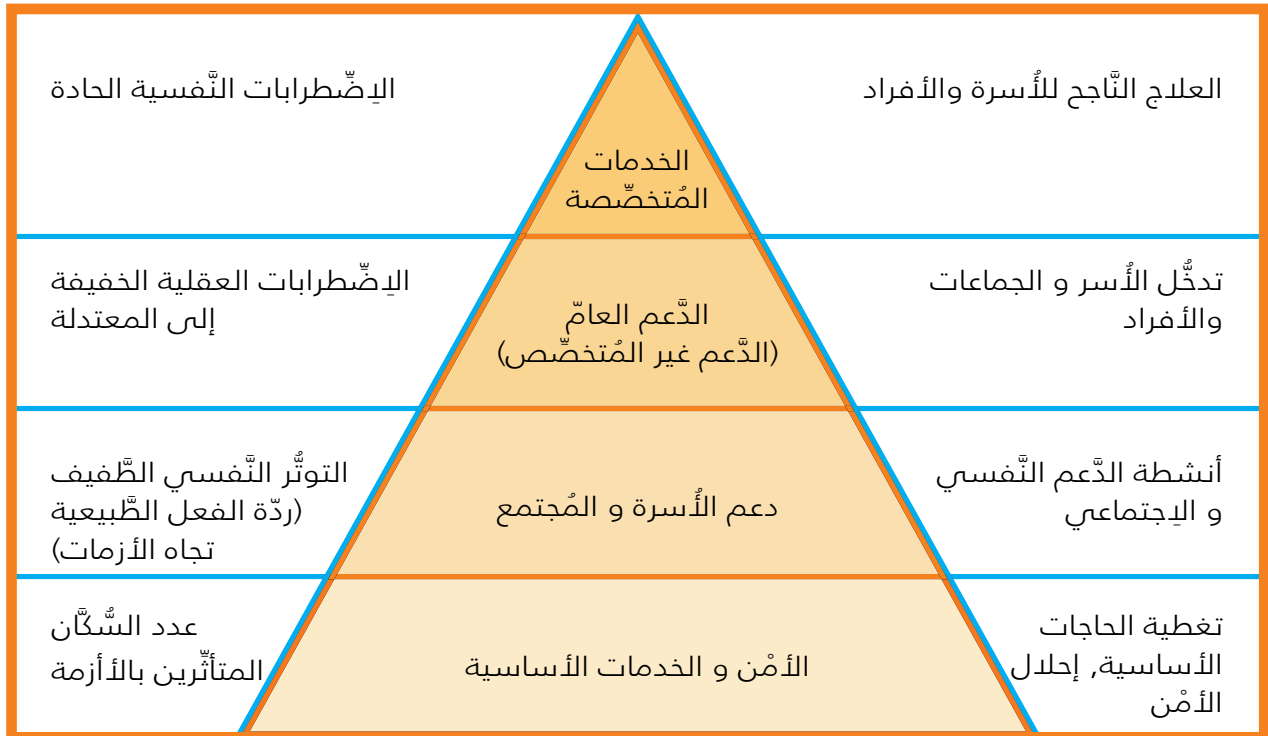 العلاج النَّاجح للأُسرة والأفراد
الخدمات
المُتخصِّصة
الاِضِّطرابات النَّفسية الحادة
تدخُّل الأُسر و الجماعات
والأفراد
الدَّعم العامّ
(الدَّعم غير المُتخصِّص)
الاِضِّطرابات العقلية الخفيفة
إلى المعتدلة
أنشطة الدَّعم النَّفسي
و الاِجتماعي
دعم الأُسرة و المُجتمع
التوتُّر النَّفسي الطَّفيف
(ردّة الفعل الطَّبيعية
تجاه الأزمات)
تغطية الحاجات
الأساسية, إحلال
الأمْن
الأمْن و الخدمات الأساسية
عدد السُّكَّان
المتأثِّرين بالأأزمة